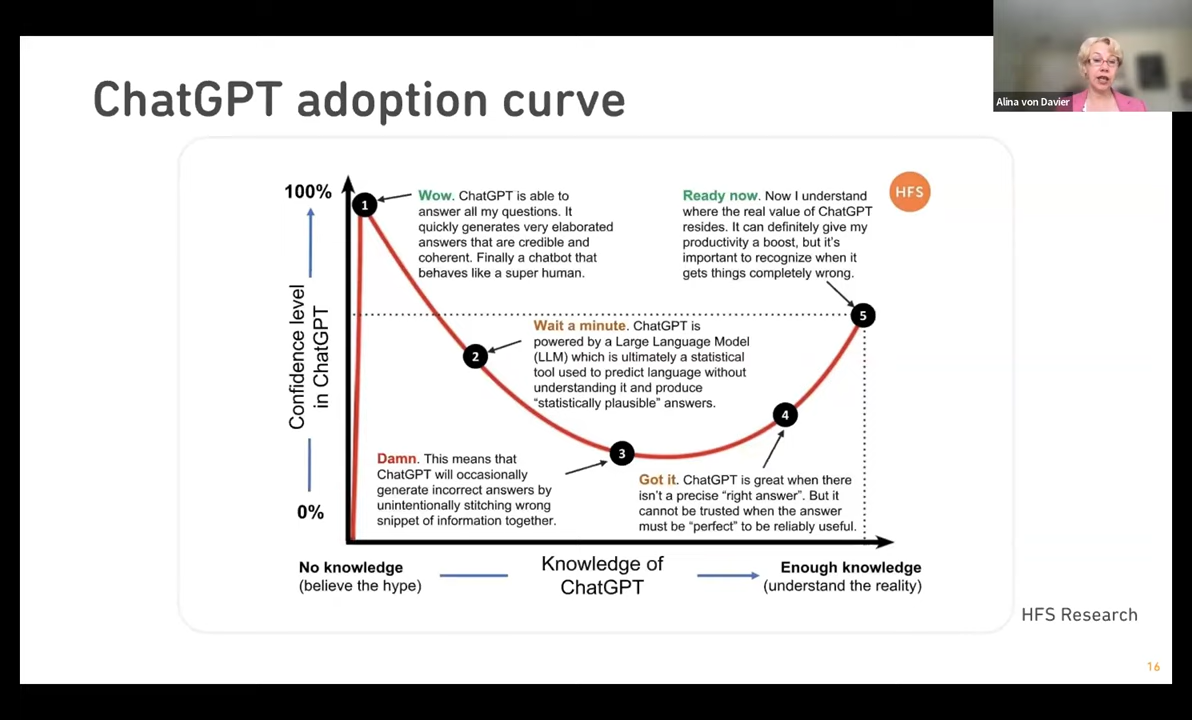 Alina von Davier
ChatGPT adoption curve
HFS
100%
0%
Confidence level
in ChatGPT
1
Wow. ChatGPT is able to
answer all my questions. It
quickly generates very elaborated
answers that are credible and
coherent. Finally a chatbot that
behaves like a super human.
2
Wait a minute. ChatGPT is
powered by a Large Language Model
(LLM) which is ultimately a statistical
tool used to predict language without
understanding it and produce
“statistically plausible” answers.
3
Damn. This means that
ChatGPT will occasionally
generate incorrect answers by
unintentionally stitching wrong
snippet of information together.
4
Got it. ChatGPT is great when there
isn’t a precise “right answer”. But it
cannot be trusted when the answer
must be “perfect” to be reliably useful.
5
Ready now. Now I understand
where the real value of ChatGPT
resides. It can definitely give my
productivity a boost, but it’s
important to recognize when it
gets things completely wrong.
No knowledge
(believe the hype)
Knowledge of
ChatGPT
Enough knowledge
(understand the reality)
HFS Research
16